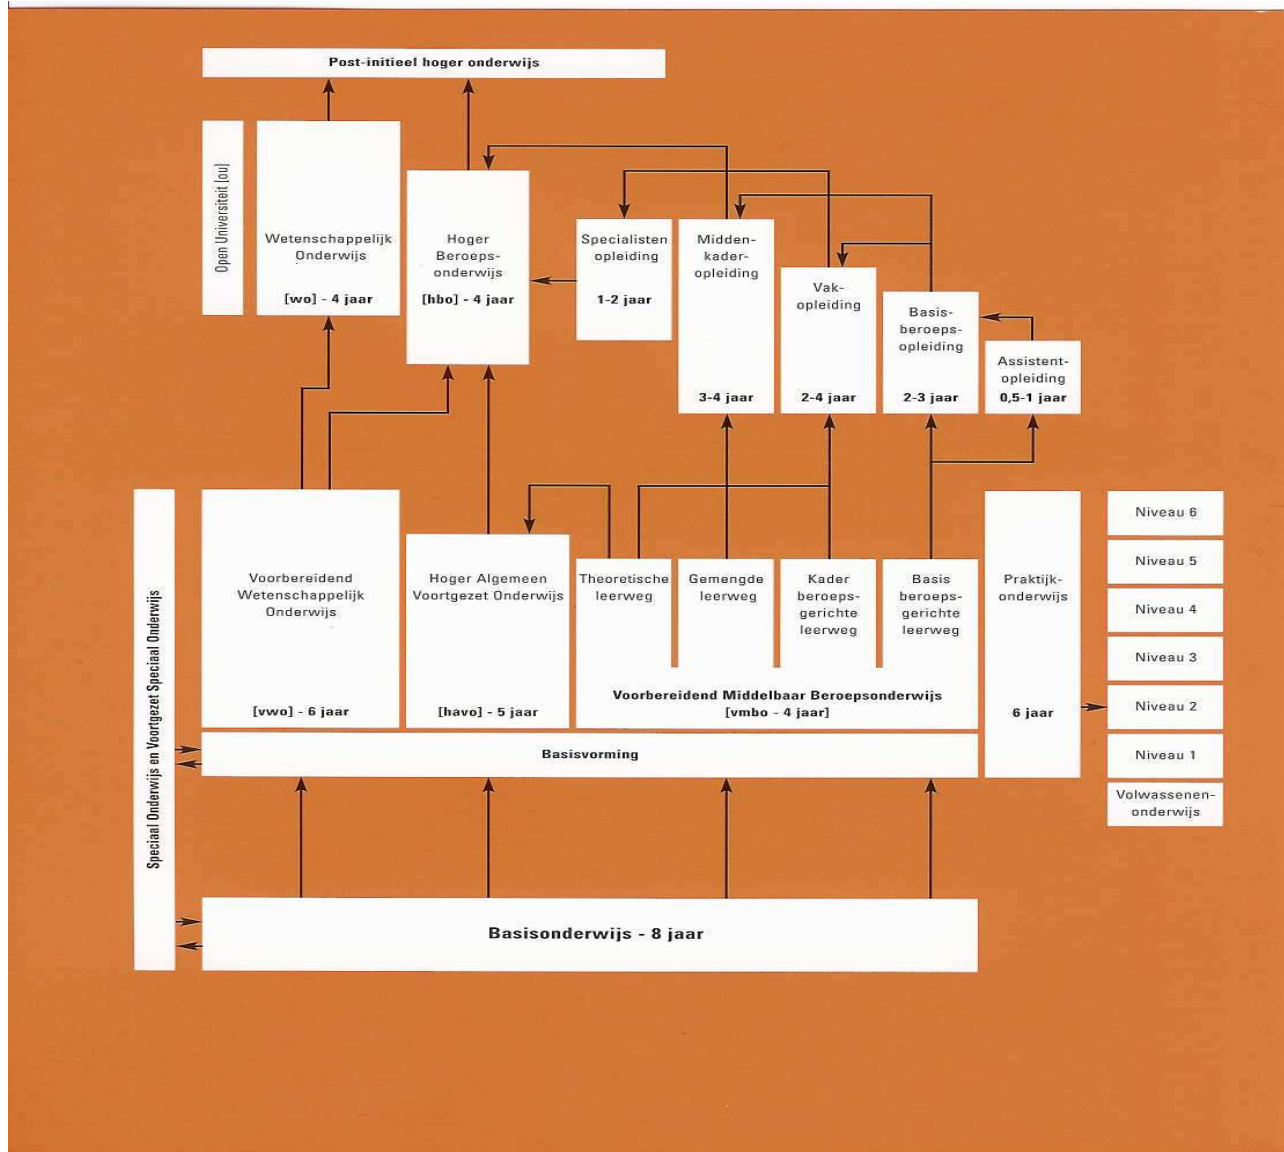 Post-initieel hoger onderwijs
Open Universiteit [ou]
Wetenschappelijk
Onderwijs
[wo] - 4 jaar
Hoger
Beroeps-
onderwijs
[hbo] - 4 jaar
Specialisten
opleiding
1-2 jaar
Midden-
kader-
opleiding
3-4 jaar
Vak-
opleiding
2-4 jaar
Basis-
beroeps-
opleiding
2-3 jaar
Assistent-
opleiding
0,5-1 jaar
Speciaal Onderwijs en Voortgezet Speciaal Onderwijs
Voorbereidend
Wetenschappelijk
Onderwijs
[vwo] - 6 jaar
Hoger Algemeen
Voortgezet Onderwijs
[havo] - 5 jaar
Theoretische
leerweg
Gemengde
leerweg
Kader
beroeps-
gerichte
leerweg
Basis
beroeps-
gerichte
leerweg
Voorbereidend Middelbaar Beroepsonderwijs
[vmbo - 4 jaar]
Praktijk-
onderwijs
6 jaar
Niveau 6
Niveau 5
Niveau 4
Niveau 3
Niveau 2
Niveau 1
Volwassenen-
onderwijs
Basisvorming
Basisonderwijs - 8 jaar